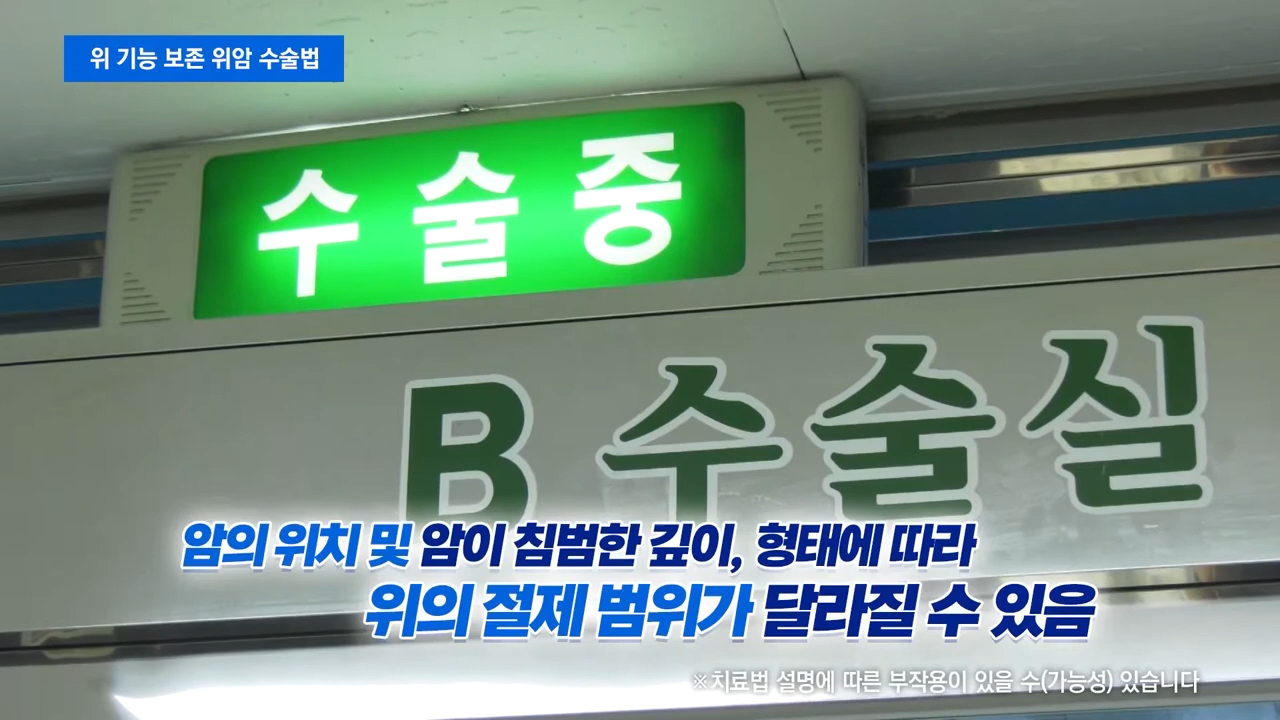 위 기능 보존 위암 수술법
수술중
B 수술실
암의 위치 및 암이 침범한 깊이, 형태에 따라
위의 절제 범위가 달라질 수 있음
※치료법 설명에 따른 부작용이 있을 수(가능성) 있습니다